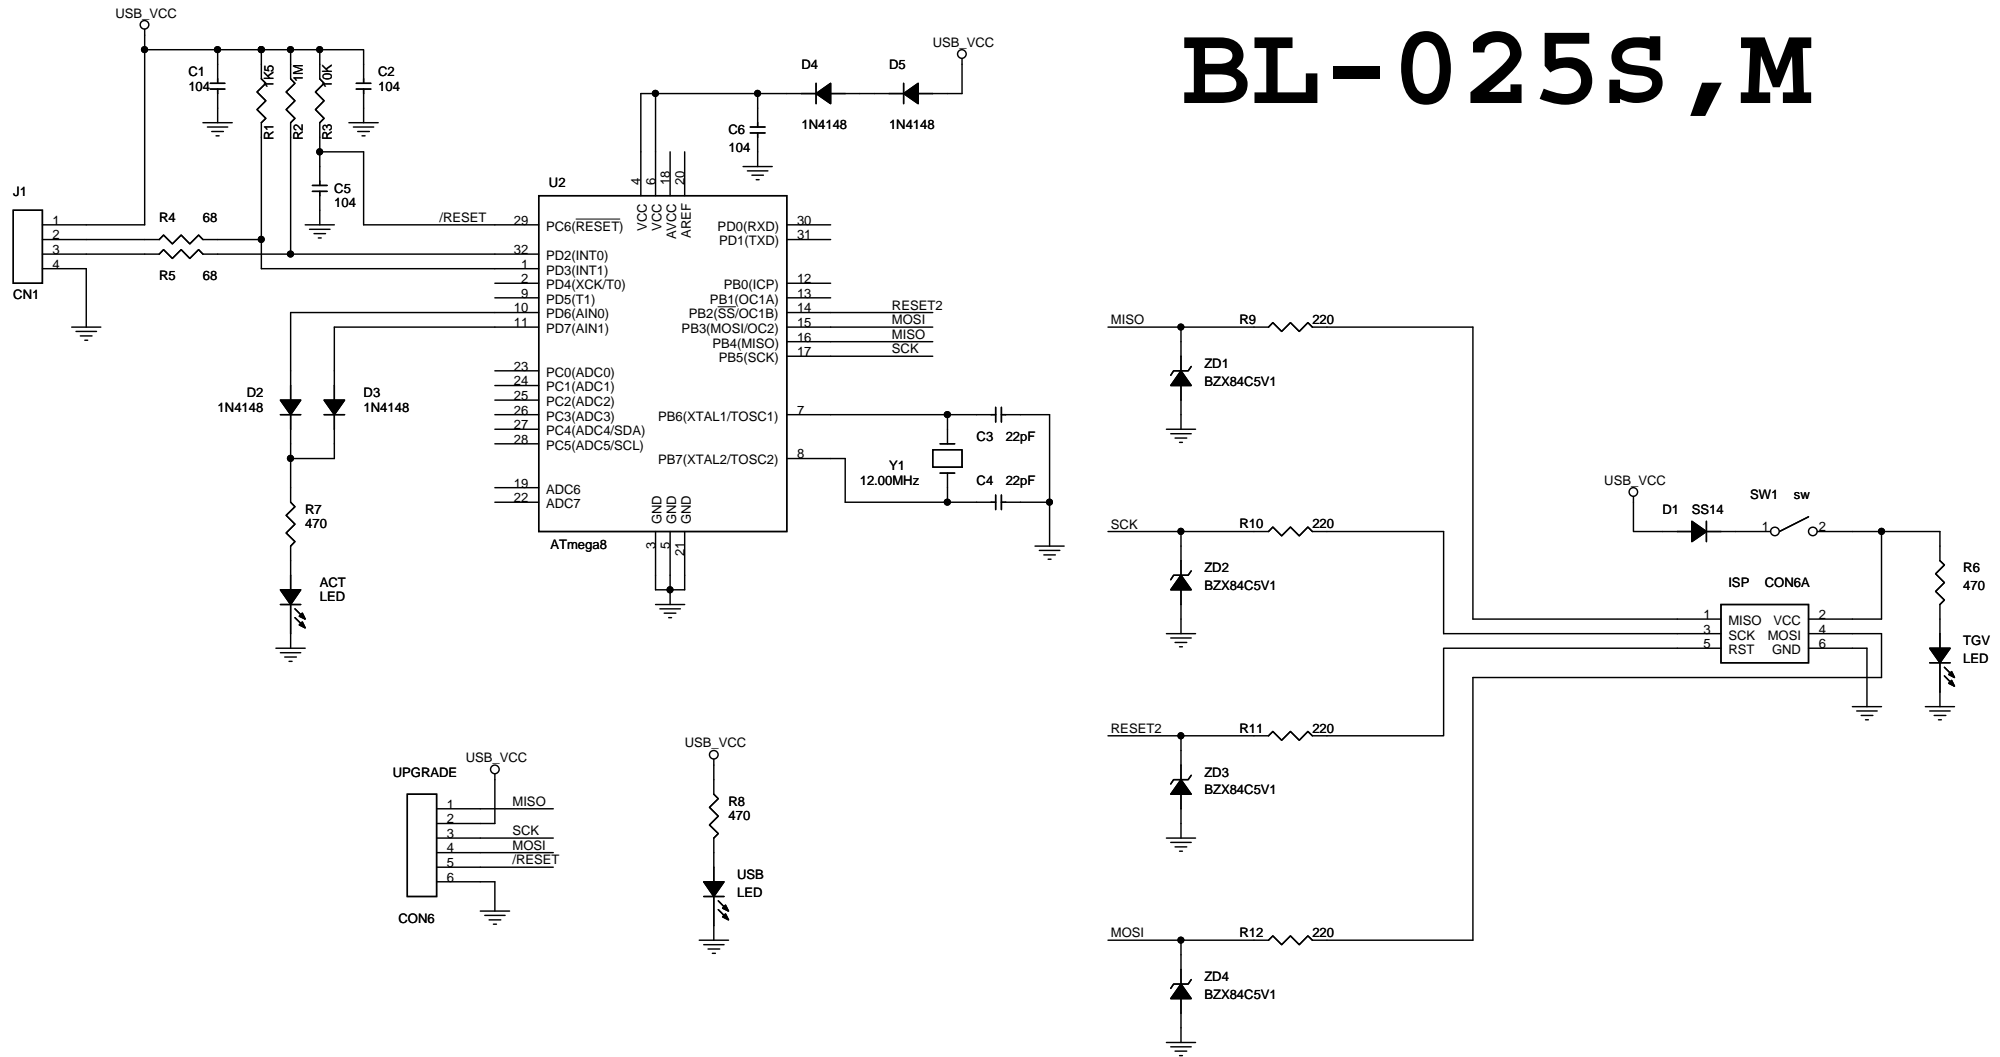 BL-025S,M
USB_VCC
C1
104
1K5
R1
1M
R2
10K
R3
C2
104
C5
104
J1
1
2
3
4
CN1
R4 68
R5 68
/RESET
U2
ATmega8
29 PC6(RESET)
32 PD2(INT0)
1 PD3(INT1)
2 PD4(XCK/T0)
9 PD5(T1)
10 PD6(AIN0)
11 PD7(AIN1)
23 PC0(ADC0)
24 PC1(ADC1)
25 PC2(ADC2)
26 PC3(ADC3)
27 PC4(ADC4/SDA)
28 PC5(ADC5/SCL)
19 ADC6
22 ADC7
4 VCC
6 VCC
18 AVCC
20 AREF
PD0(RXD) 30
PD1(TXD) 31
PB0(ICP) 12
PB1(OC1A) 13
PB2(SS/OC1B) 14 RESET2
PB3(MOSI/OC2) 15 MOSI
PB4(MISO) 16 MISO
PB5(SCK) 17 SCK
PB6(XTAL1/TOSC1) 7
PB7(XTAL2/TOSC2) 8
GND 3
GND 5
GND 21
USB_VCC
D4
1N4148
D5
1N4148
C6
104
C3 22pF
C4 22pF
Y1
12.00MHz
D2
1N4148
D3
1N4148
R7
470
ACT
LED
UPGRADE
USB_VCC
1 MISO
2
3 SCK
4 MOSI
5 /RESET
6
CON6
USB_VCC
R8
470
USB
LED
MISO R9 220
ZD1
BZX84C5V1
SCK R10 220
ZD2
BZX84C5V1
RESET2 R11 220
ZD3
BZX84C5V1
MOSI R12 220
ZD4
BZX84C5V1
USB_VCC
D1 SS14
SW1 sw
1 2
ISP CON6A
1 MISO VCC 2
3 SCK MOSI 4
5 RST GND 6
R6
470
TGV
LED